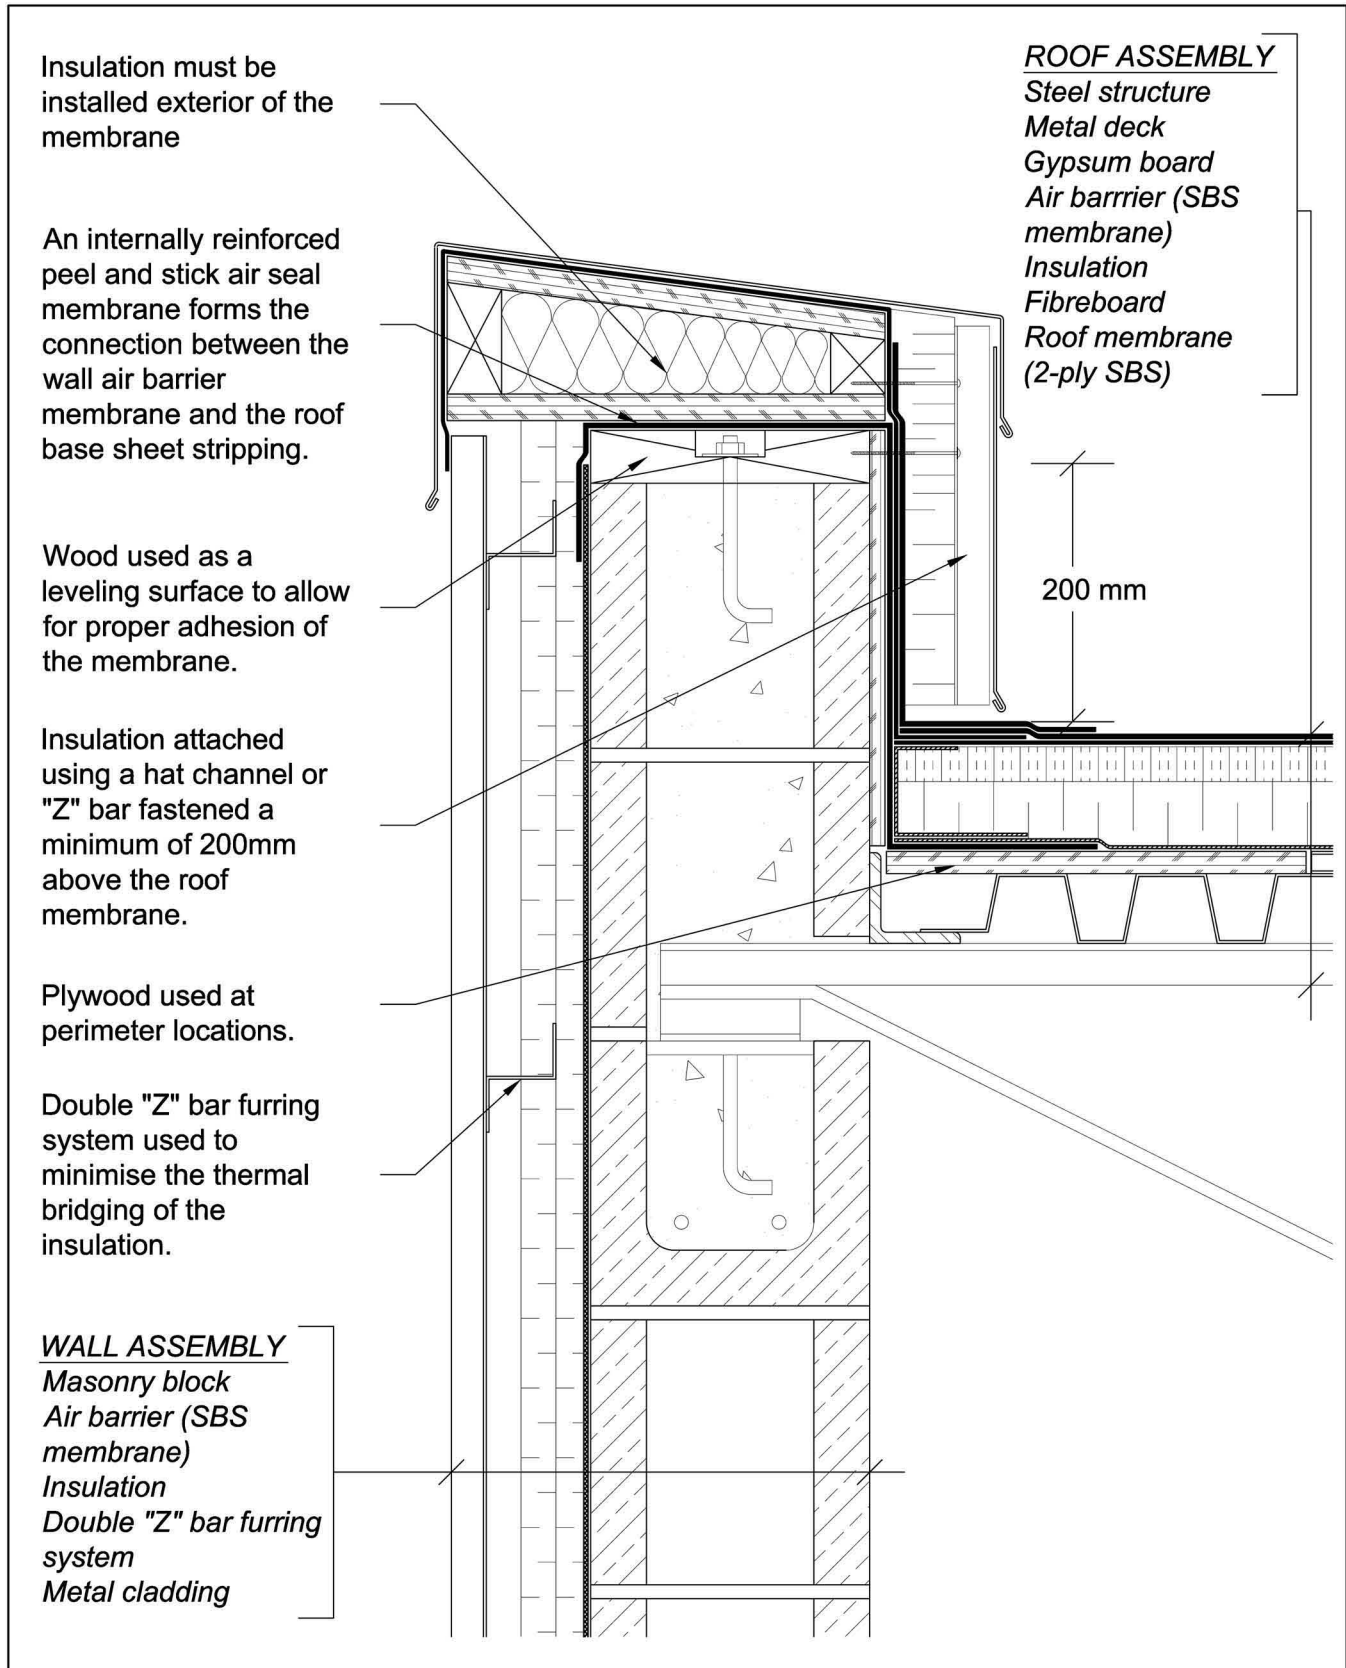 Insulation must be
installed exterior of the
membrane
An internally reinforced
peel and stick air seal
membrane forms the
connection between the
wall air barrier
membrane and the roof
base sheet stripping.
Wood used as a
leveling surface to allow
for proper adhesion of
the membrane.
Insulation attached
using a hat channel or
"Z" bar fastened a
minimum of 200mm
above the roof
membrane.
Plywood used at
perimeter locations.
Double "Z" bar furring
system used to
minimise the thermal
bridging of the
insulation.
WALL ASSEMBLY
Masonry block
Air barrier (SBS
membrane)
Insulation
Double "Z" bar furring
system
Metal cladding
ROOF ASSEMBLY
Steel structure
Metal deck
Gypsum board
Air barrrier (SBS
membrane)
Insulation
Fibreboard
Roof membrane
(2-ply SBS)
200 mm